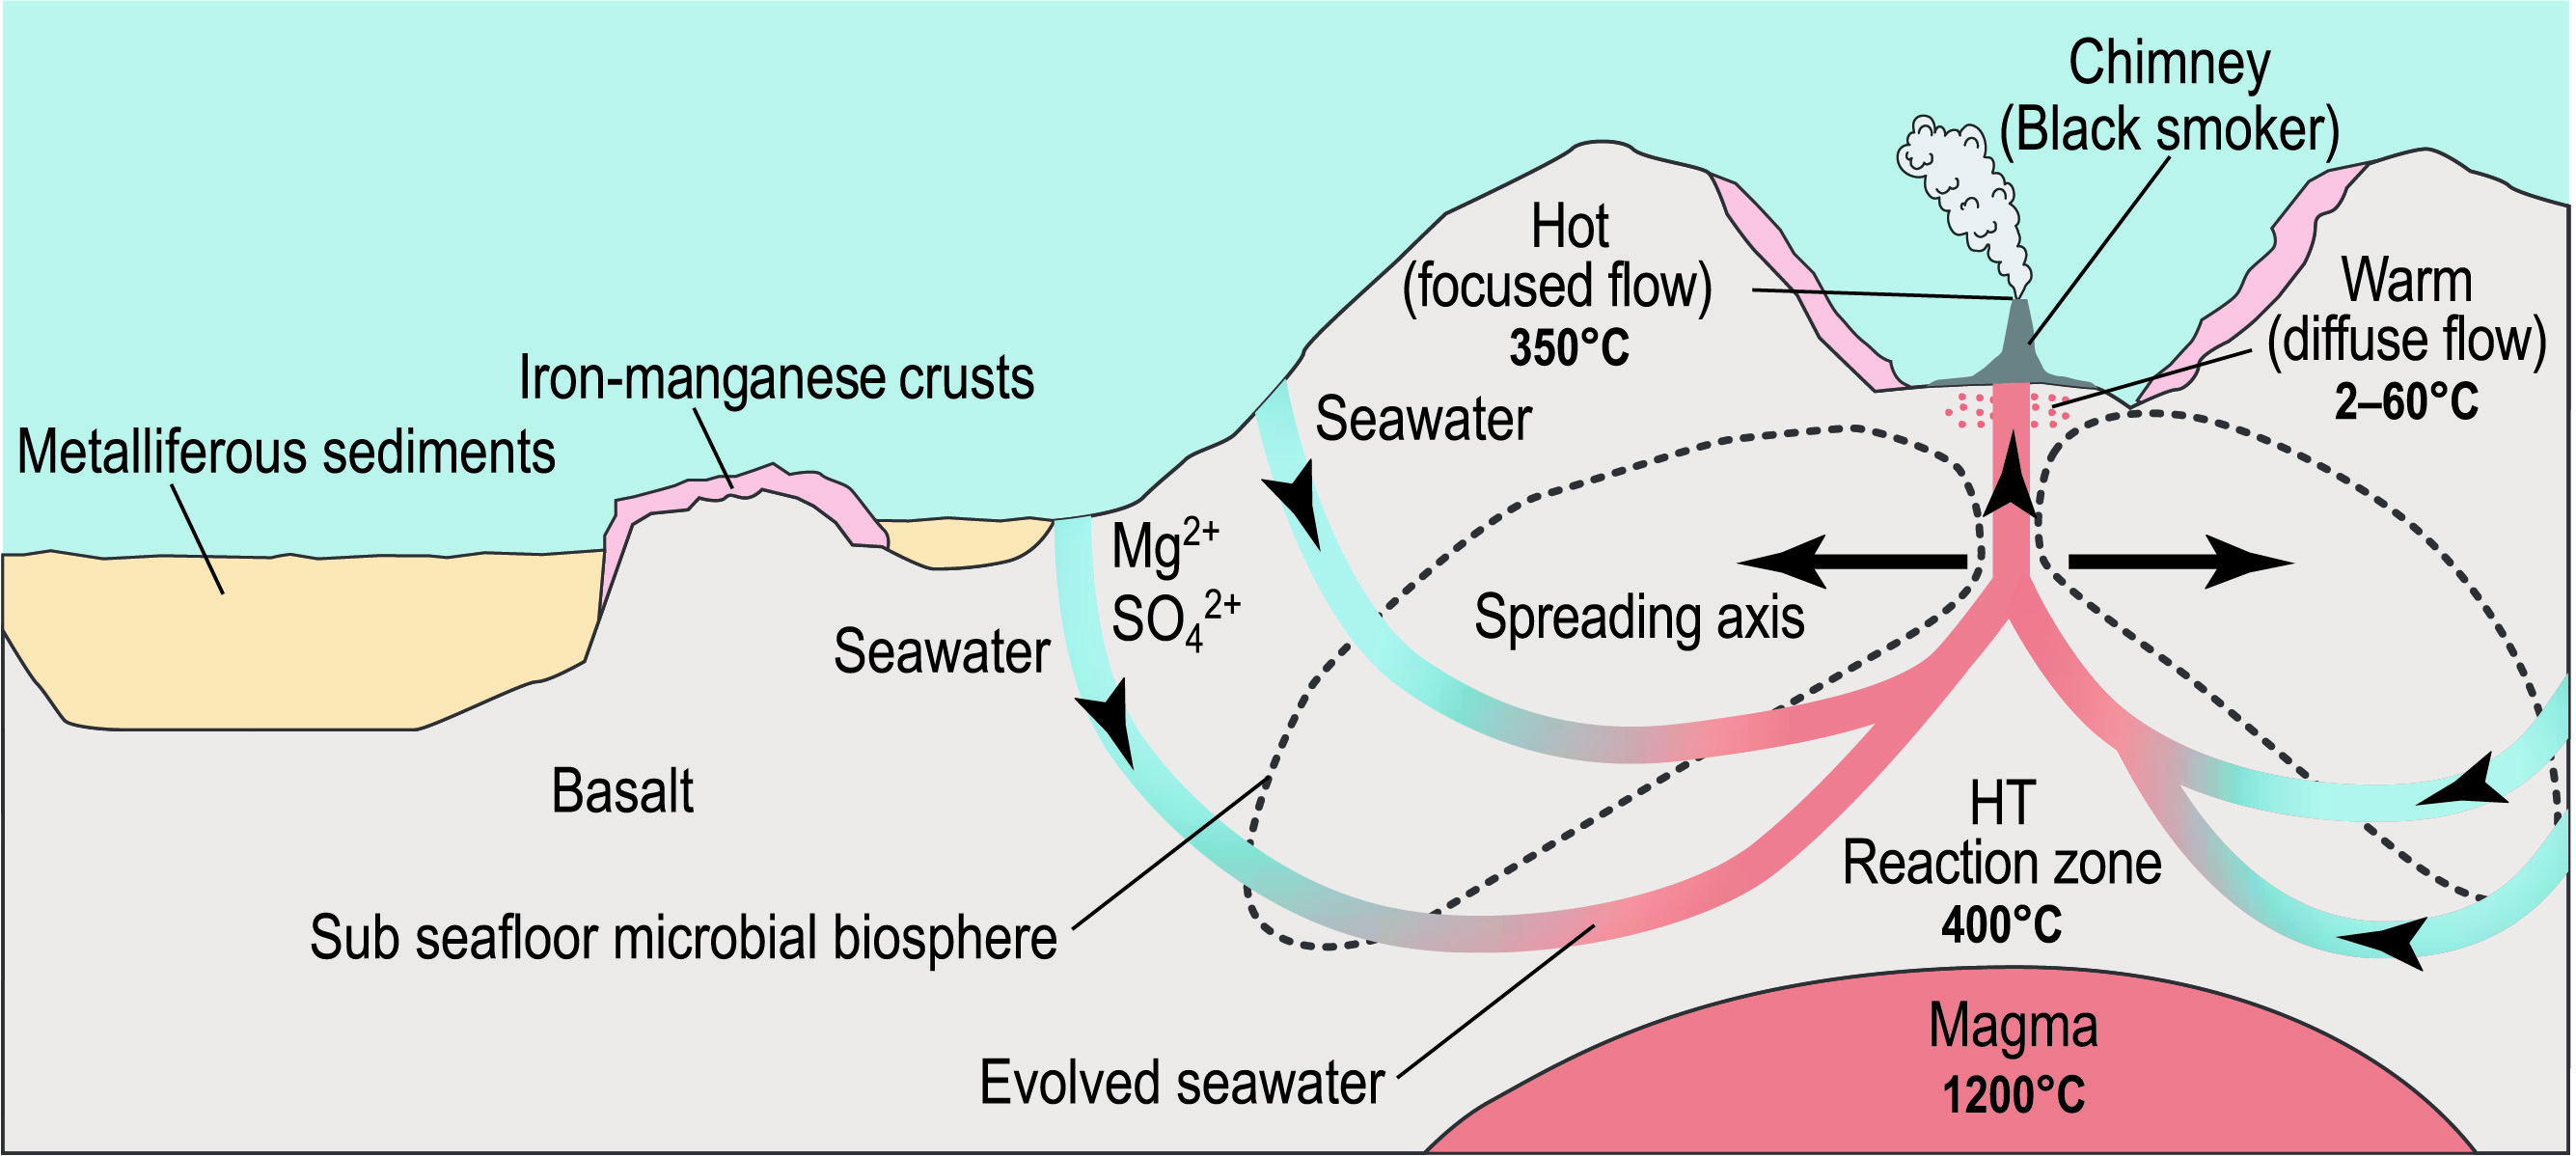 Chimney
(Black smoker)
Hot
(focused flow)
350°C
Warm
(diffuse flow)
2–60°C
Iron-manganese crusts
Seawater
Metalliferous sediments
Mg²⁺
SO₄²⁺
Seawater
Spreading axis
Basalt
HT
Reaction zone
400°C
Sub seafloor microbial biosphere
Magma
1200°C
Evolved seawater